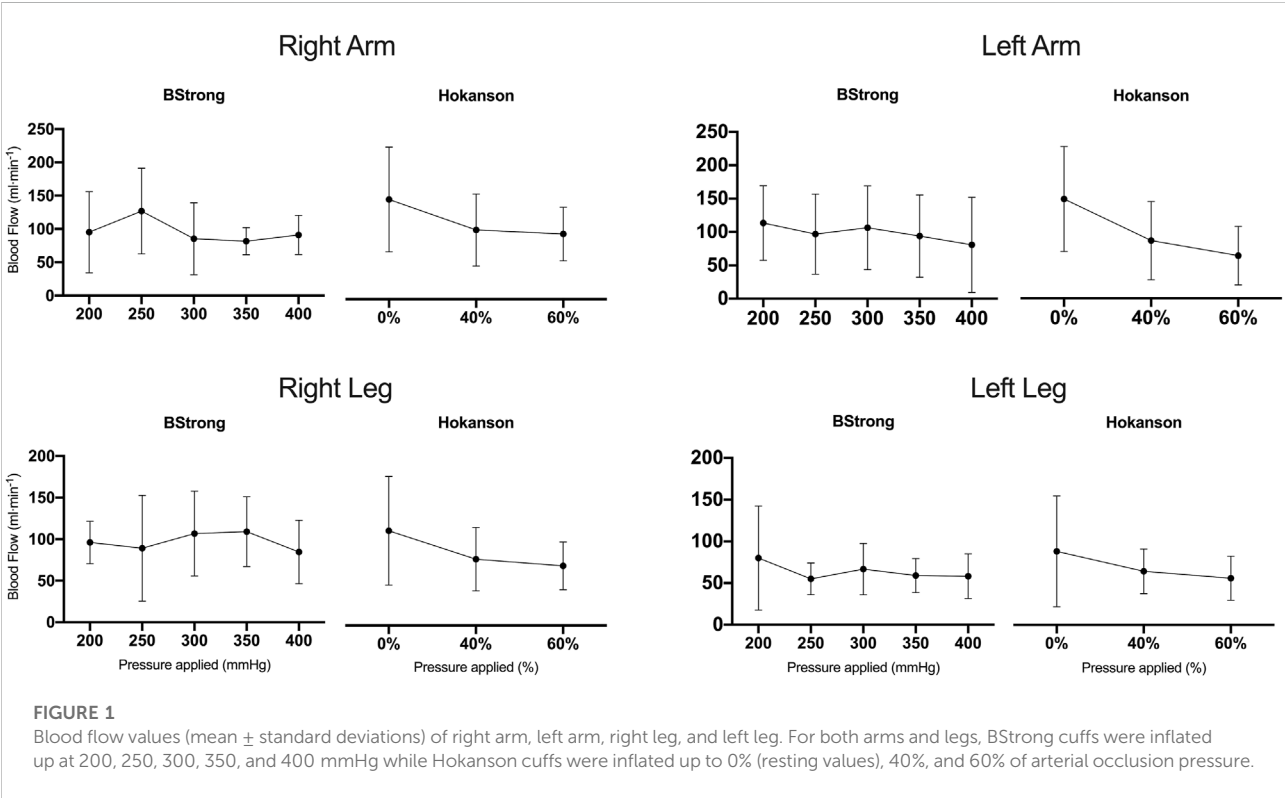 Right Arm
Left Arm
BStrong
Hokanson
BStrong
Hokanson
Blood Flow (ml·min⁻¹)
250
200
150
100
50
0
200 250 300 350 400
0% 40% 60%
250
200
150
100
50
0
200 250 300 350 400
0% 40% 60%
Right Leg
Left Leg
BStrong
Hokanson
BStrong
Hokanson
Blood Flow (ml·min⁻¹)
200
150
100
50
0
200 250 300 350 400
Pressure applied (mmHg)
0% 40% 60%
Pressure applied (%)
200
150
100
50
0
200 250 300 350 400
Pressure applied (mmHg)
0% 40% 60%
Pressure applied (%)
FIGURE 1
Blood flow values (mean ± standard deviations) of right arm, left arm, right leg, and left leg. For both arms and legs, BStrong cuffs were inflated
up at 200, 250, 300, 350, and 400 mmHg while Hokanson cuffs were inflated up to 0% (resting values), 40%, and 60% of arterial occlusion pressure.